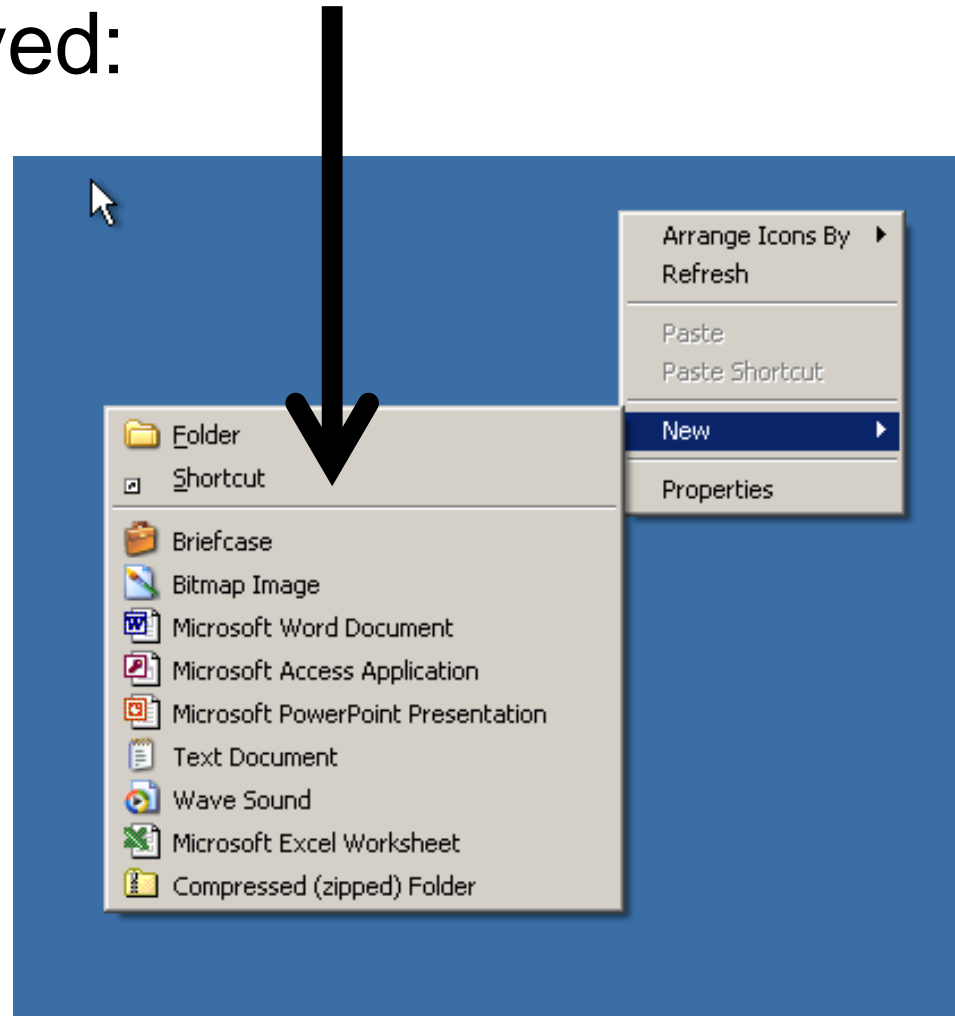 yed:
Arrange Icons By
Refresh
Paste
Paste Shortcut
New
Properties
Folder
Shortcut
Briefcase
Bitmap Image
Microsoft Word Document
Microsoft Access Application
Microsoft PowerPoint Presentation
Text Document
Wave Sound
Microsoft Excel Worksheet
Compressed (zipped) Folder